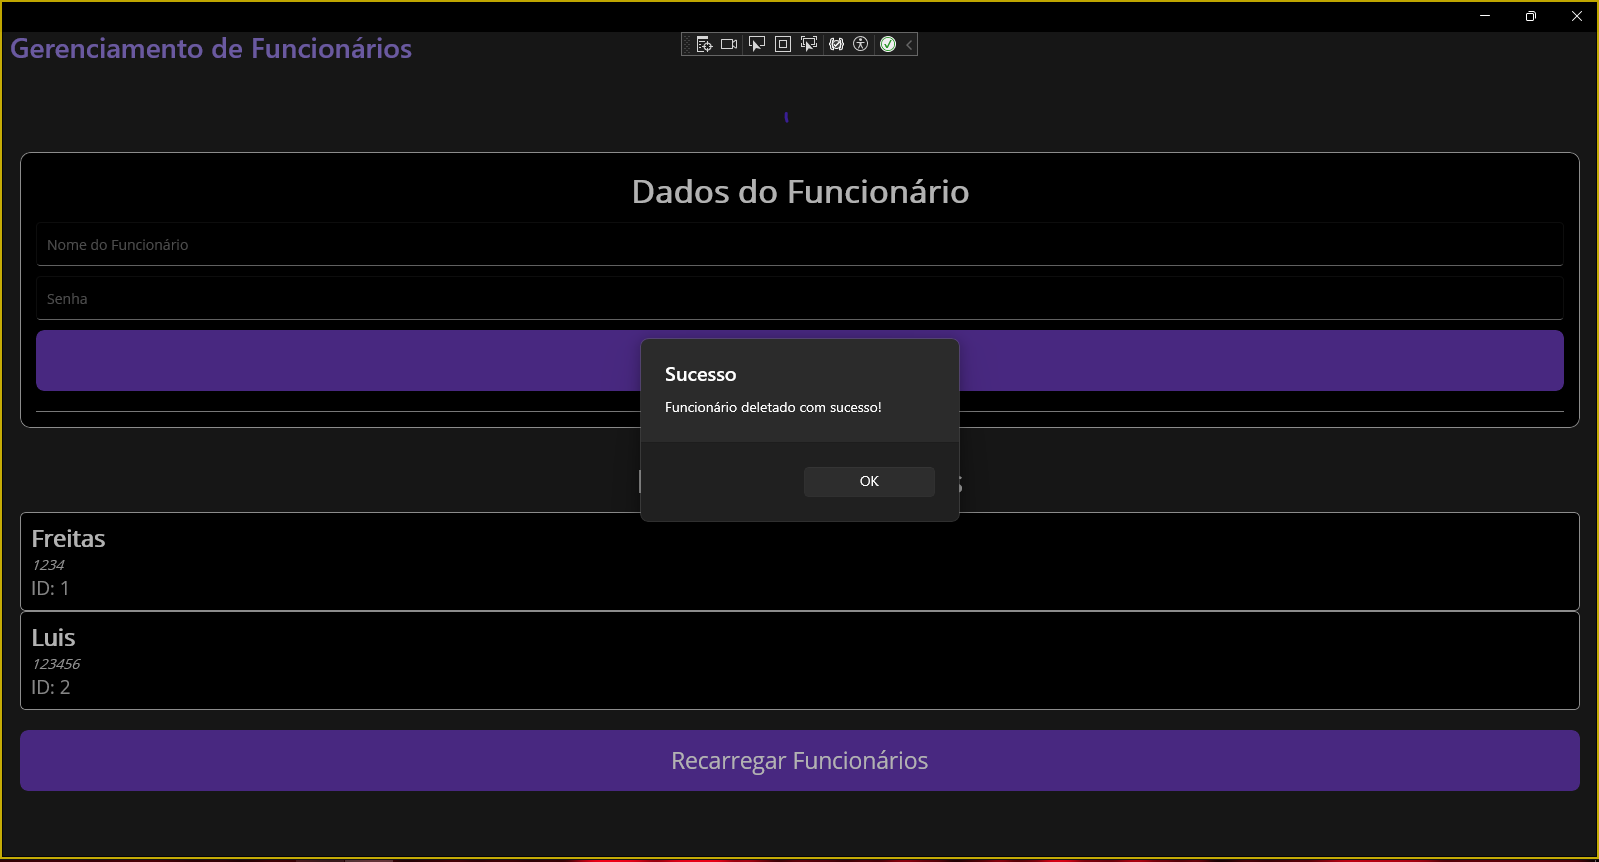 Gerenciamento de Funcionários
Dados do Funcionário
Nome do Funcionário
Senha
Sucesso
Funcionário deletado com sucesso!
OK
Freitas
1234
ID: 1
Luis
123456
ID: 2
Recarregar Funcionários